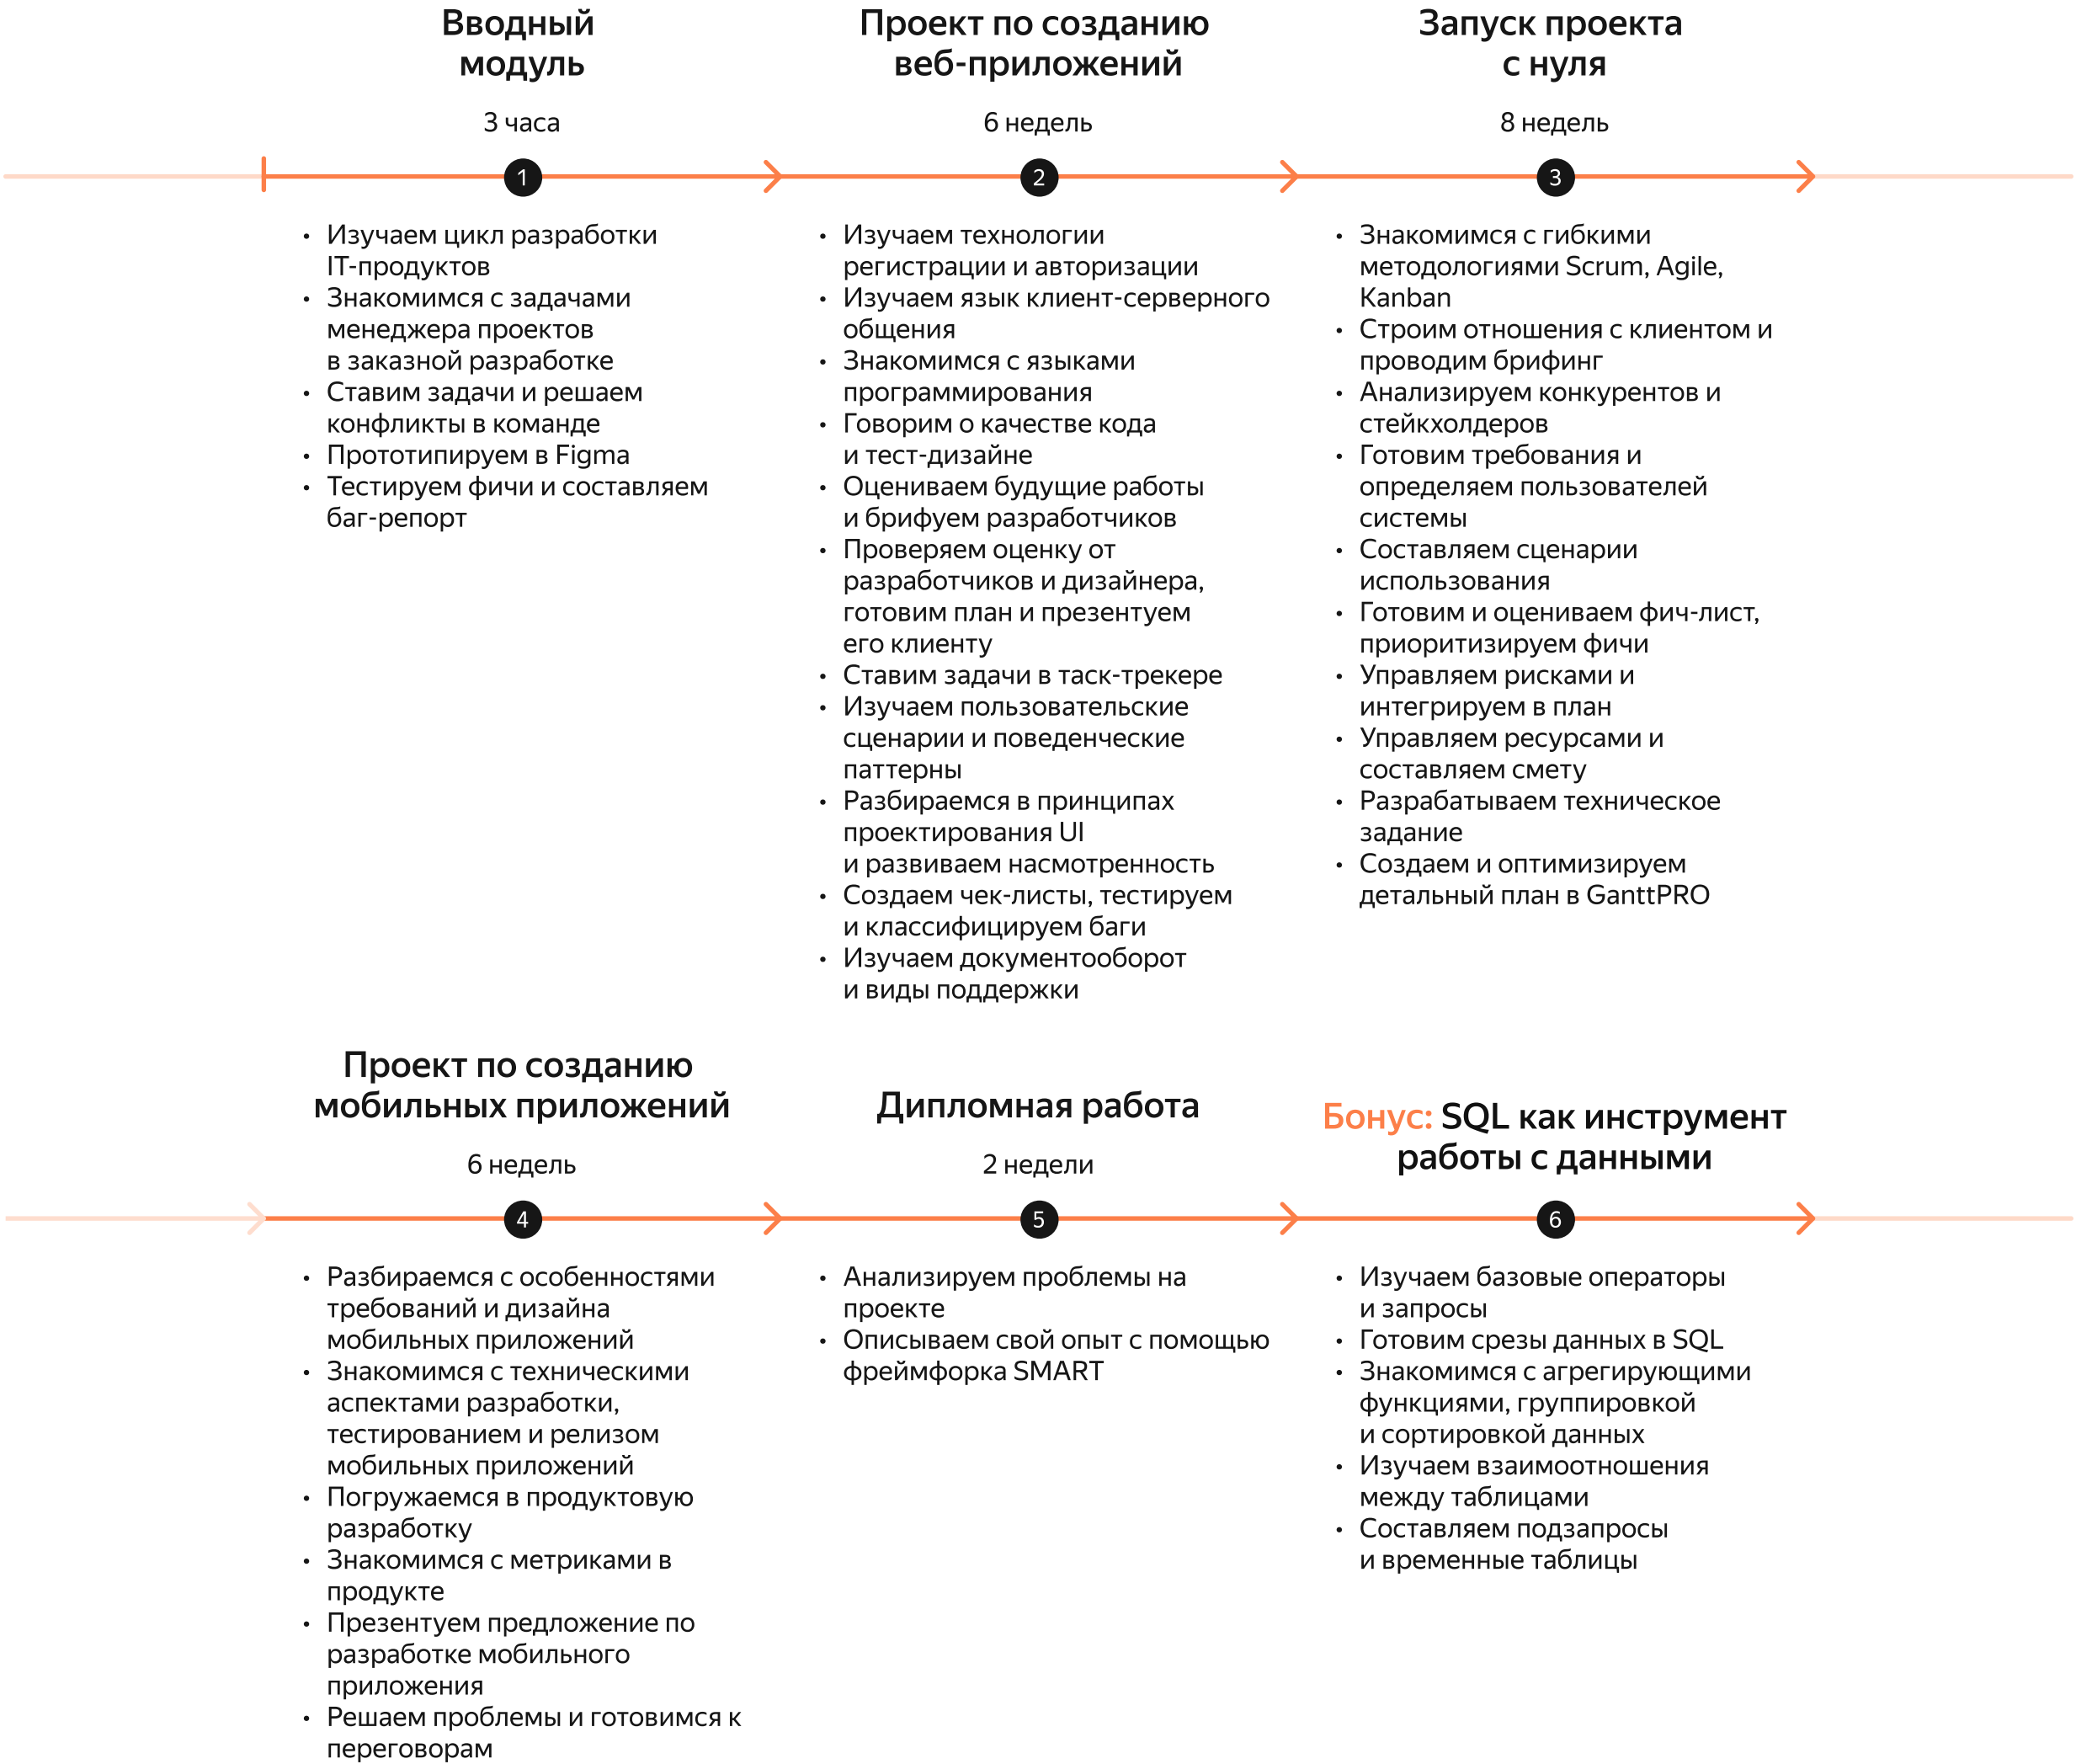 Вводный
модуль
3 часа
1
• Изучаем цикл разработки
IT-продуктов
• Знакомимся с задачами
менеджера проектов
в заказной разработке
• Ставим задачи и решаем
конфликты в команде
• Прототипируем в Figma
• Тестируем фичи и составляем
баг-репорт
Проект по созданию
веб-приложений
6 недель
2
• Изучаем технологии
регистрации и авторизации
• Изучаем язык клиент-серверного
общения
• Знакомимся с языками
программирования
• Говорим о качестве кода
и тест-дизайне
• Оцениваем будущие работы
и брифуем разработчиков
• Проверяем оценку от
разработчиков и дизайнера,
готовим план и презентуем
его клиенту
• Ставим задачи в таск-трекере
• Изучаем пользовательские
сценарии и поведенческие
паттерны
• Разбираемся в принципах
проектирования UI
и развиваем насмотренность
• Создаем чек-листы, тестируем
и классифицируем баги
• Изучаем документооборот
и виды поддержки
Запуск проекта
с нуля
8 недель
3
• Знакомимся с гибкими
методологиями Scrum, Agile,
Kanban
• Строим отношения с клиентом и
проводим брифинг
• Анализируем конкурентов и
стейкхолдеров
• Готовим требования и
определяем пользователей
системы
• Составляем сценарии
использования
• Готовим и оцениваем фич-лист,
приоритизируем фичи
• Управляем рисками и
интегрируем в план
• Управляем ресурсами и
составляем смету
• Разрабатываем техническое
задание
• Создаем и оптимизируем
детальный план в GanttPRO
Проект по созданию
мобильных приложений
6 недель
4
• Разбираемся с особенностями
требований и дизайна
мобильных приложений
• Знакомимся с техническими
аспектами разработки,
тестированием и релизом
мобильных приложений
• Погружаемся в продуктовую
разработку
• Знакомимся с метриками в
продукте
• Презентуем предложение по
разработке мобильного
приложения
• Решаем проблемы и готовимся к
переговорам
Дипломная работа
2 недели
5
• Анализируем проблемы на
проекте
• Описываем свой опыт с помощью
фреймфорка SMART
Бонус: SQL как инструмент
работы с данными
6
• Изучаем базовые операторы
и запросы
• Готовим срезы данных в SQL
• Знакомимся с агрегирующими
функциями, группировкой
и сортировкой данных
• Изучаем взаимоотношения
между таблицами
• Составляем подзапросы
и временные таблицы